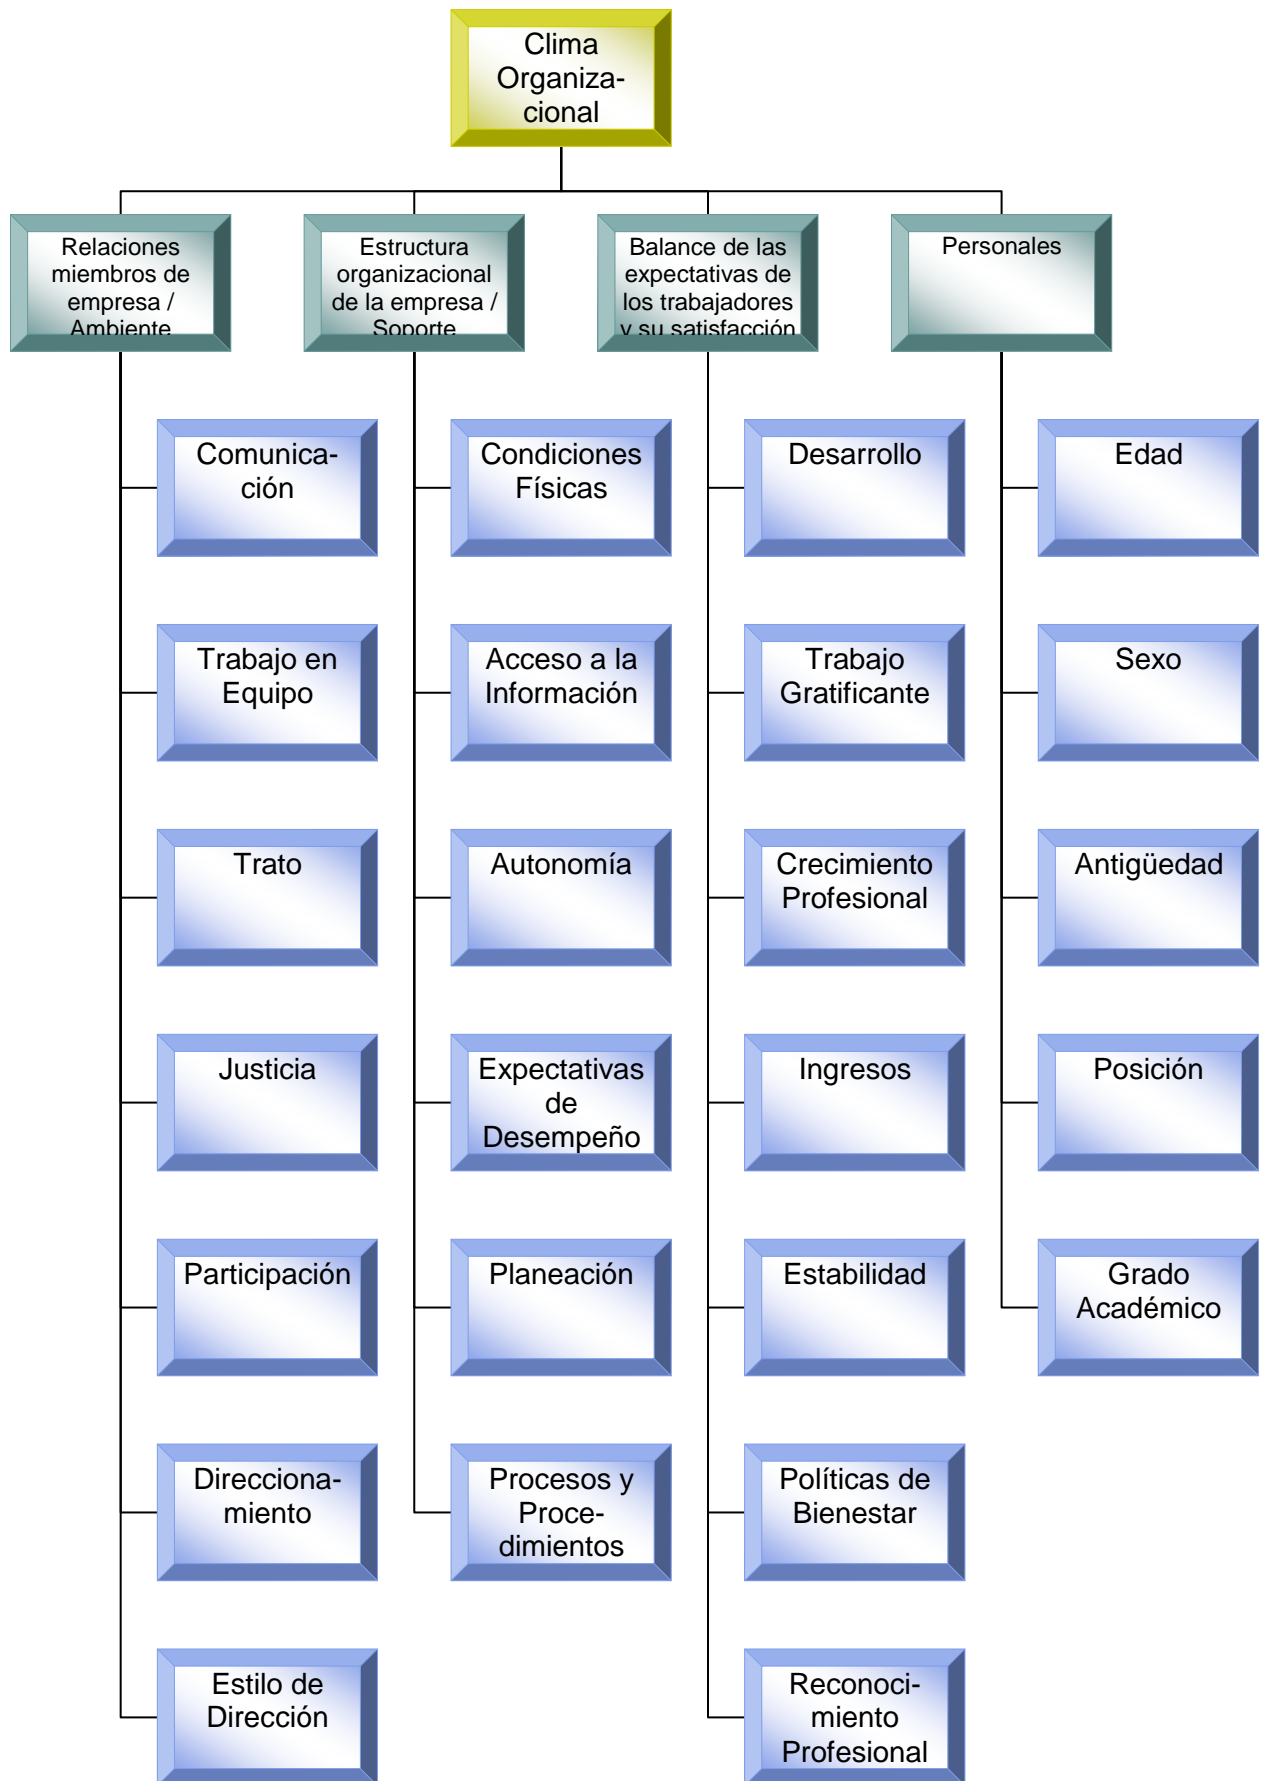 Clima
Organiza-
cional
Relaciones
miembros de
empresa /
Ambiente
Estructura
organizacional
de la empresa /
Soporte
Balance de las
expectativas de
los trabajadores
y su satisfacción
Personales
Comunica-
ción
Trabajo en
Equipo
Trato
Justicia
Participación
Direcciona-
miento
Estilo de
Dirección
Condiciones
Físicas
Acceso a la
Información
Autonomía
Expectativas
de
Desempeño
Planeación
Procesos y
Proce-
dimientos
Desarrollo
Trabajo
Gratificante
Crecimiento
Profesional
Ingresos
Estabilidad
Políticas de
Bienestar
Reconoci-
miento
Profesional
Edad
Sexo
Antigüedad
Posición
Grado
Académico